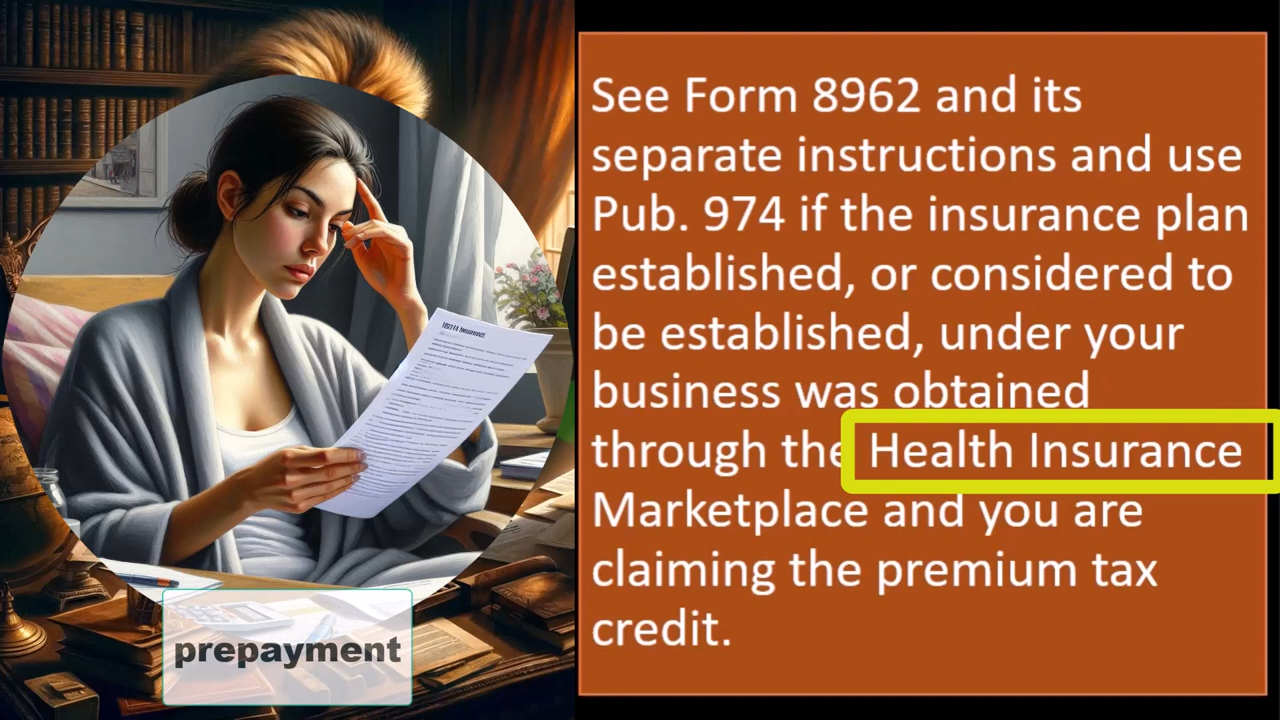 See Form 8962 and its
separate instructions and use
Pub. 974 if the insurance plan
established, or considered to
be established, under your
business was obtained
through the Health Insurance
Marketplace and you are
claiming the premium tax
credit.
prepayment